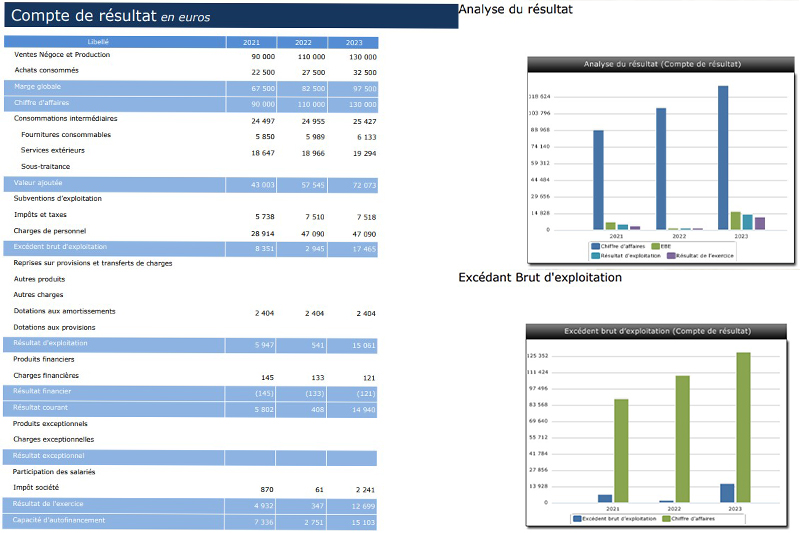 Compte de résultat en euros
Libellé 2021 2022 2023
Ventes Négoce et Production 90 000 110 000 130 000
Achats consommés 22 500 27 500 32 500
Marge globale 67 500 82 500 97 500
Chiffre d'affaires 90 000 110 000 130 000
Consommations intermédiaires 24 497 24 955 25 427
Fournitures consommables 5 850 5 989 6 133
Services extérieurs 18 647 18 966 19 294
Sous-traitance
Valeur ajoutée 43 003 57 545 72 073
Subventions d'exploitation
Impôts et taxes 5 738 7 510 7 518
Charges de personnel 28 914 47 090 47 090
Excédent brut d'exploitation 8 351 2 945 17 465
Reprises sur provisions et transferts de charges
Autres produits
Autres charges
Dotations aux amortissements 2 404 2 404 2 404
Dotations aux provisions
Résultat d'exploitation 5 947 541 15 061
Produits financiers
Charges financières 145 133 121
Résultat financier (145) (133) (121)
Résultat courant 5 802 408 14 940
Produits exceptionnels
Charges exceptionnelles
Résultat exceptionnel
Participation des salariés
Impôt société 870 61 2 241
Résultat de l'exercice 4 932 347 12 699
Capacité d'autofinancement 7 336 2 751 15 103
Analyse du résultat
Analyse du résultat (Compte de résultat)
118 624
103 796
88 968
74 140
59 312
44 484
29 656
14 828
0
2021 2022 2023
Chiffre d'affaires EBE
Résultat d'exploitation Résultat de l'exercice
Excédant Brut d'exploitation
Excédent brut d'exploitation (Compte de résultat)
125 352
111 424
97 496
83 568
69 640
55 712
41 784
27 856
13 928
0
2021 2022 2023
Excédent brut d'exploitation Chiffre d'affaires